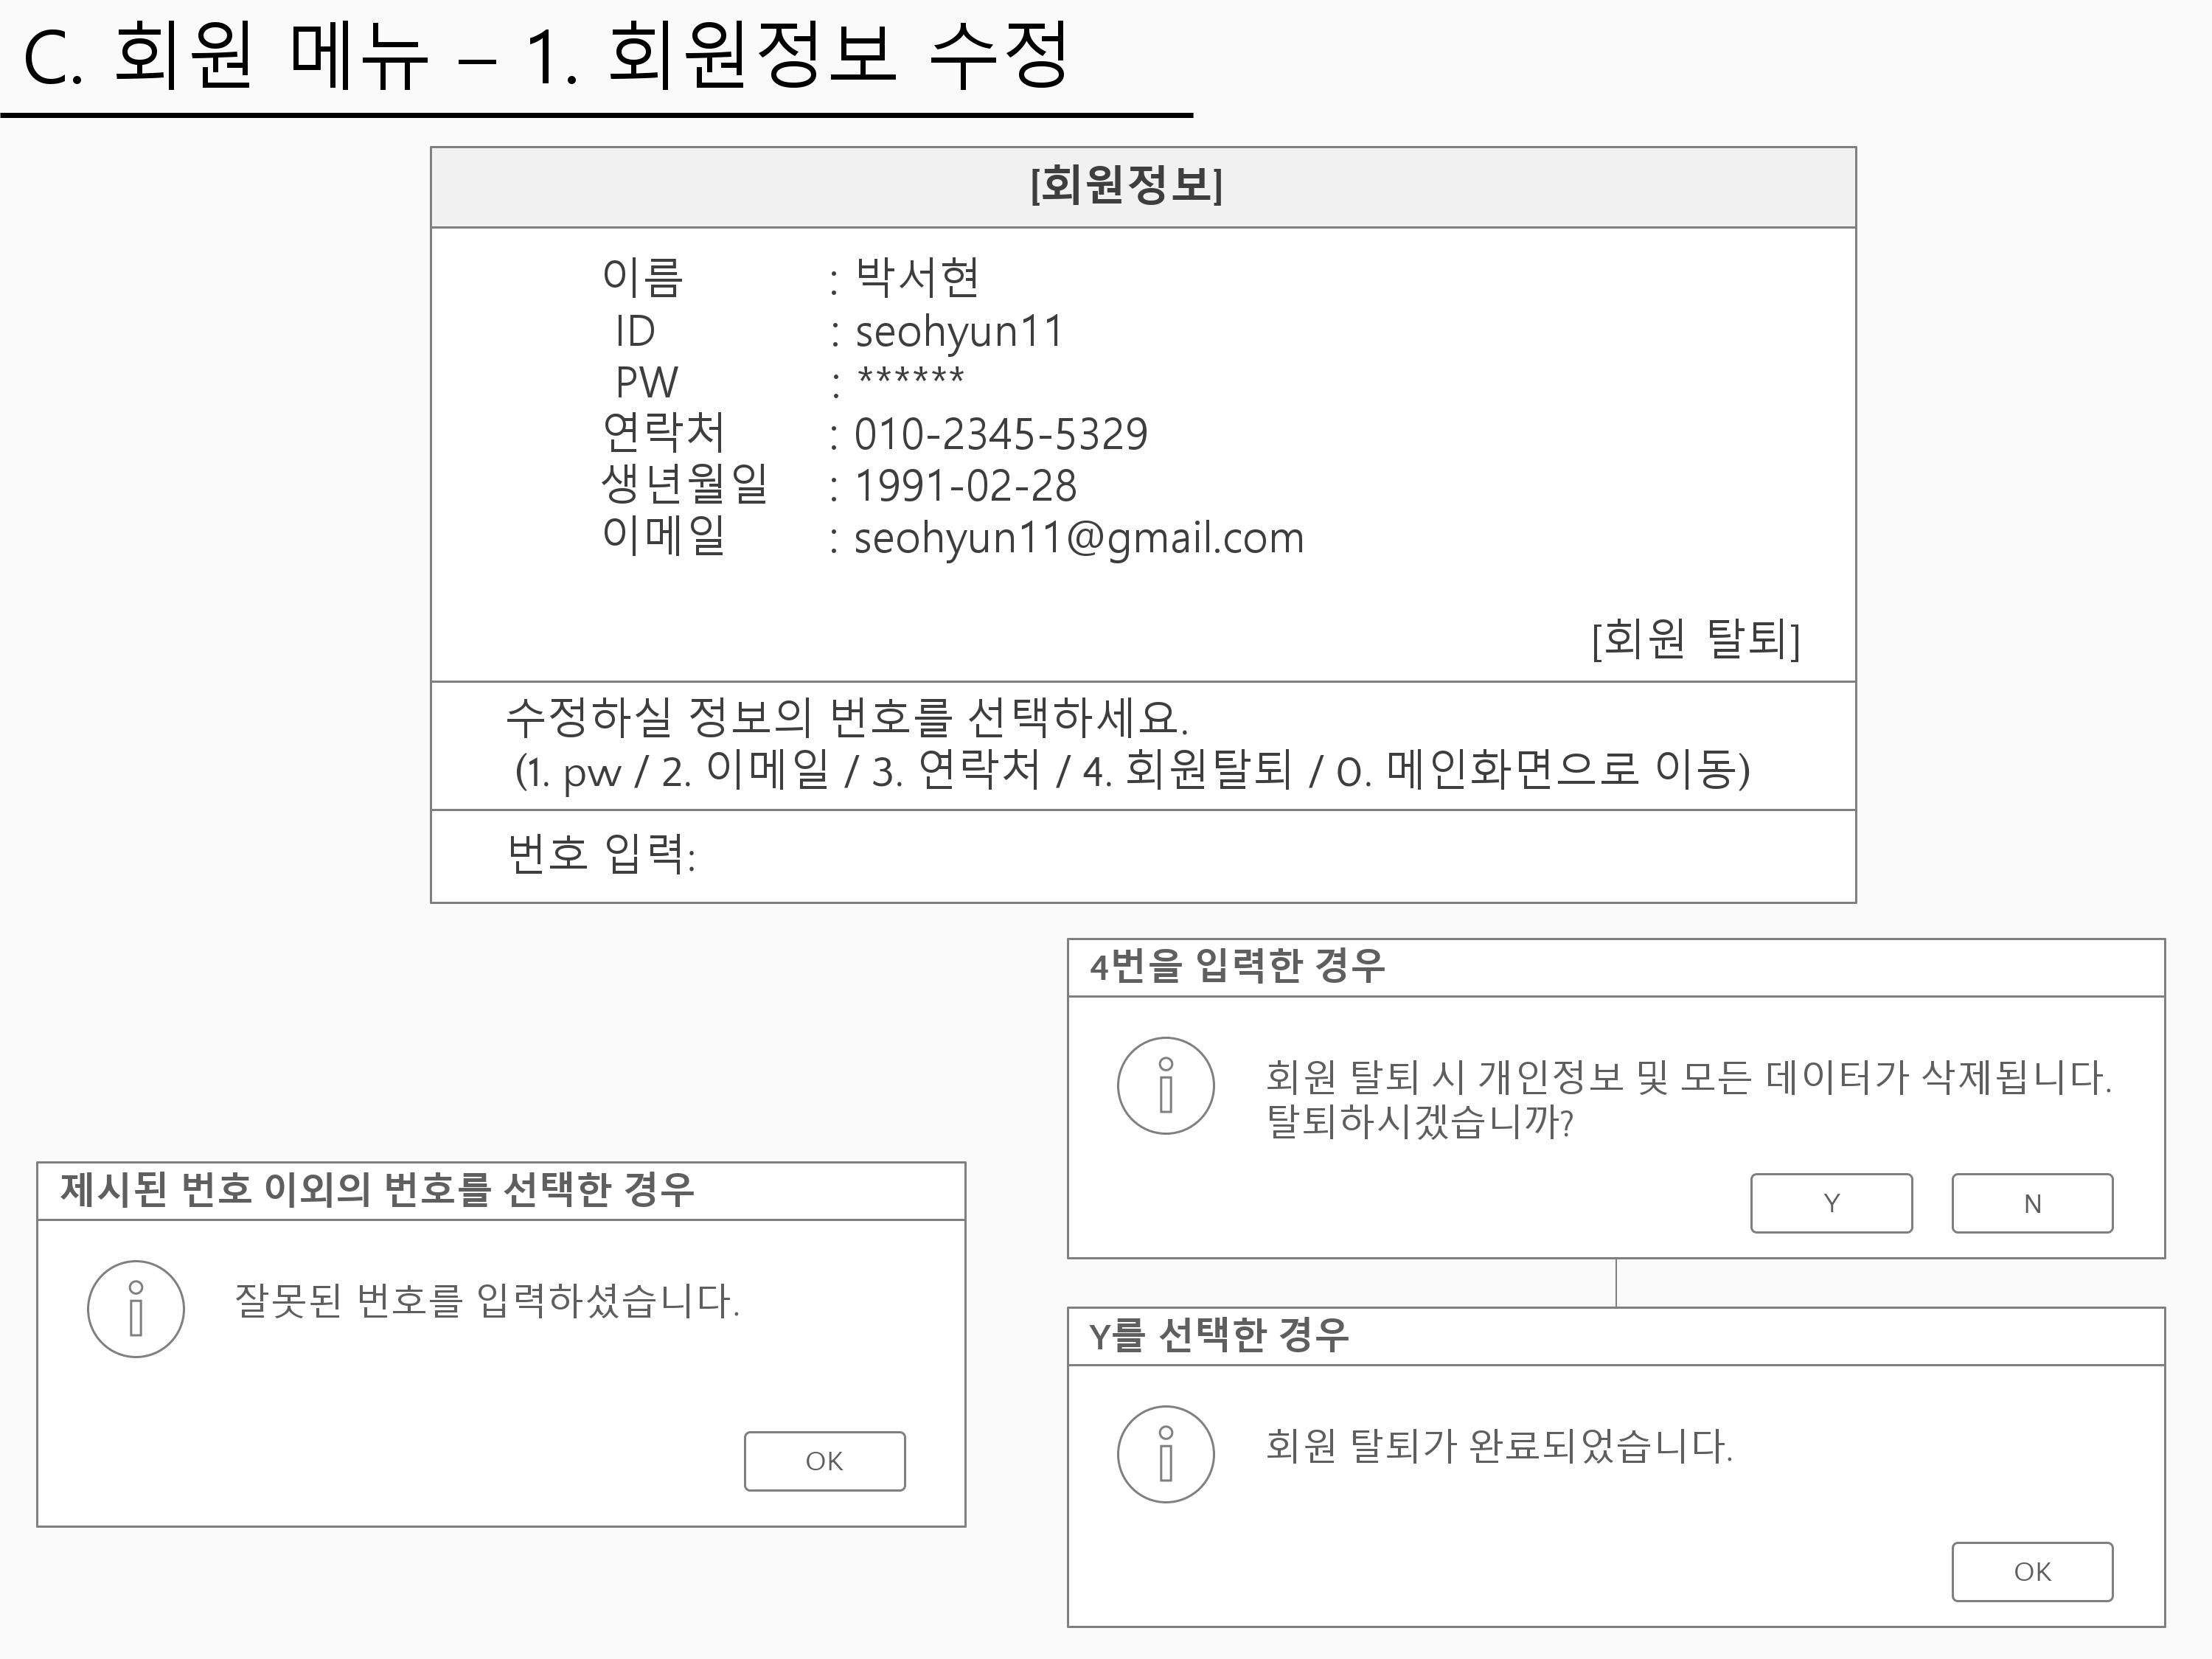 C. 회원 메뉴 – 1. 회원정보 수정
[회원정보]
이름 : 박서현
ID : seohyun11
PW : ******
연락처 : 010-2345-5329
생년월일 : 1991-02-28
이메일 : seohyun11@gmail.com
[회원 탈퇴]
수정하실 정보의 번호를 선택하세요.
(1. pw / 2. 이메일 / 3. 연락처 / 4. 회원탈퇴 / 0. 메인화면으로 이동)
번호 입력:
4번을 입력한 경우
회원 탈퇴 시 개인정보 및 모든 데이터가 삭제됩니다.
탈퇴하시겠습니까?
Y N
제시된 번호 이외의 번호를 선택한 경우
잘못된 번호를 입력하셨습니다.
OK
Y를 선택한 경우
회원 탈퇴가 완료되었습니다.
OK